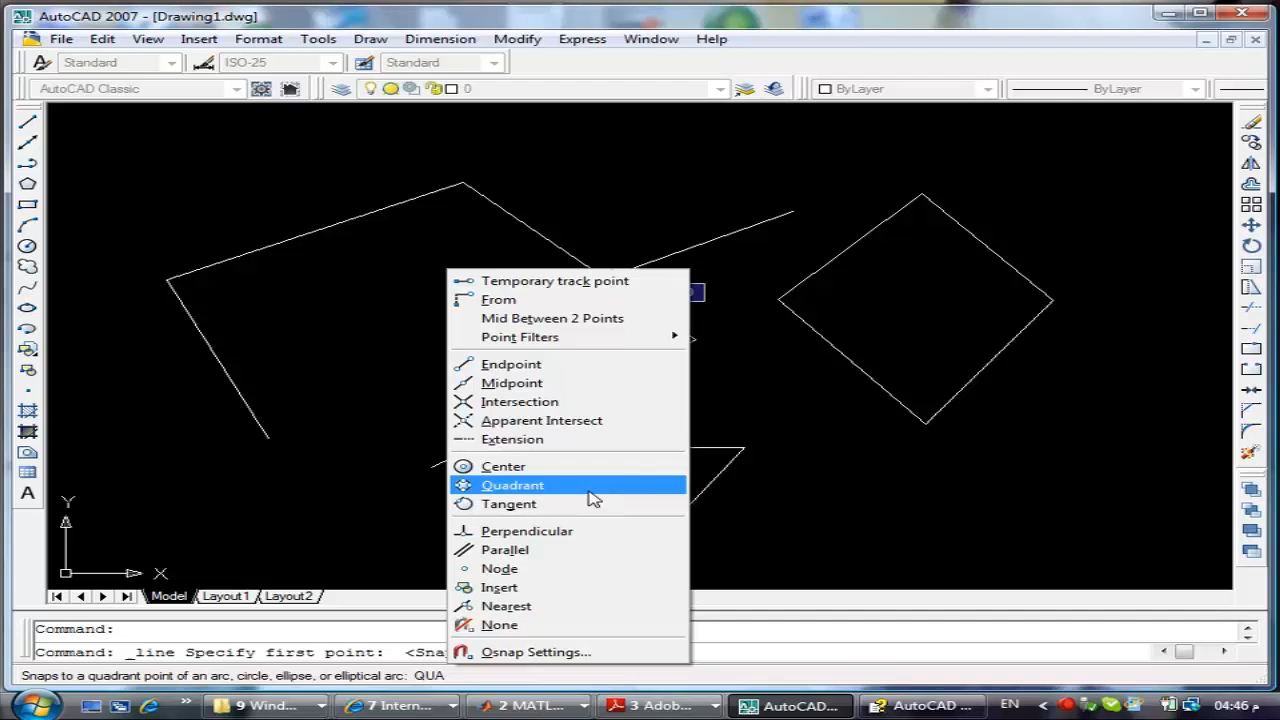 AutoCAD 2007 - [Drawing1.dwg]
File Edit View Insert Format Tools Draw Dimension Modify Express Window Help
Standard ISO-25 Standard
AutoCAD Classic 0 ByLayer ByLayer
Temporary track point
From
Mid Between 2 Points
Point Filters
Endpoint
Midpoint
Intersection
Apparent Intersect
Extension
Center
Quadrant
Tangent
Perpendicular
Parallel
Node
Insert
Nearest
None
Osnap Settings...
A
Y
X
Model Layout1 Layout2
Command:
Command: _line Specify first point: <Sna
Snaps to a quadrant point of an arc, circle, ellipse, or elliptical arc: QUA
9 Wind... 7 Intern... 2 MATL... 3 Adob... AutoCAD... AutoCAD ... EN 04:46 م